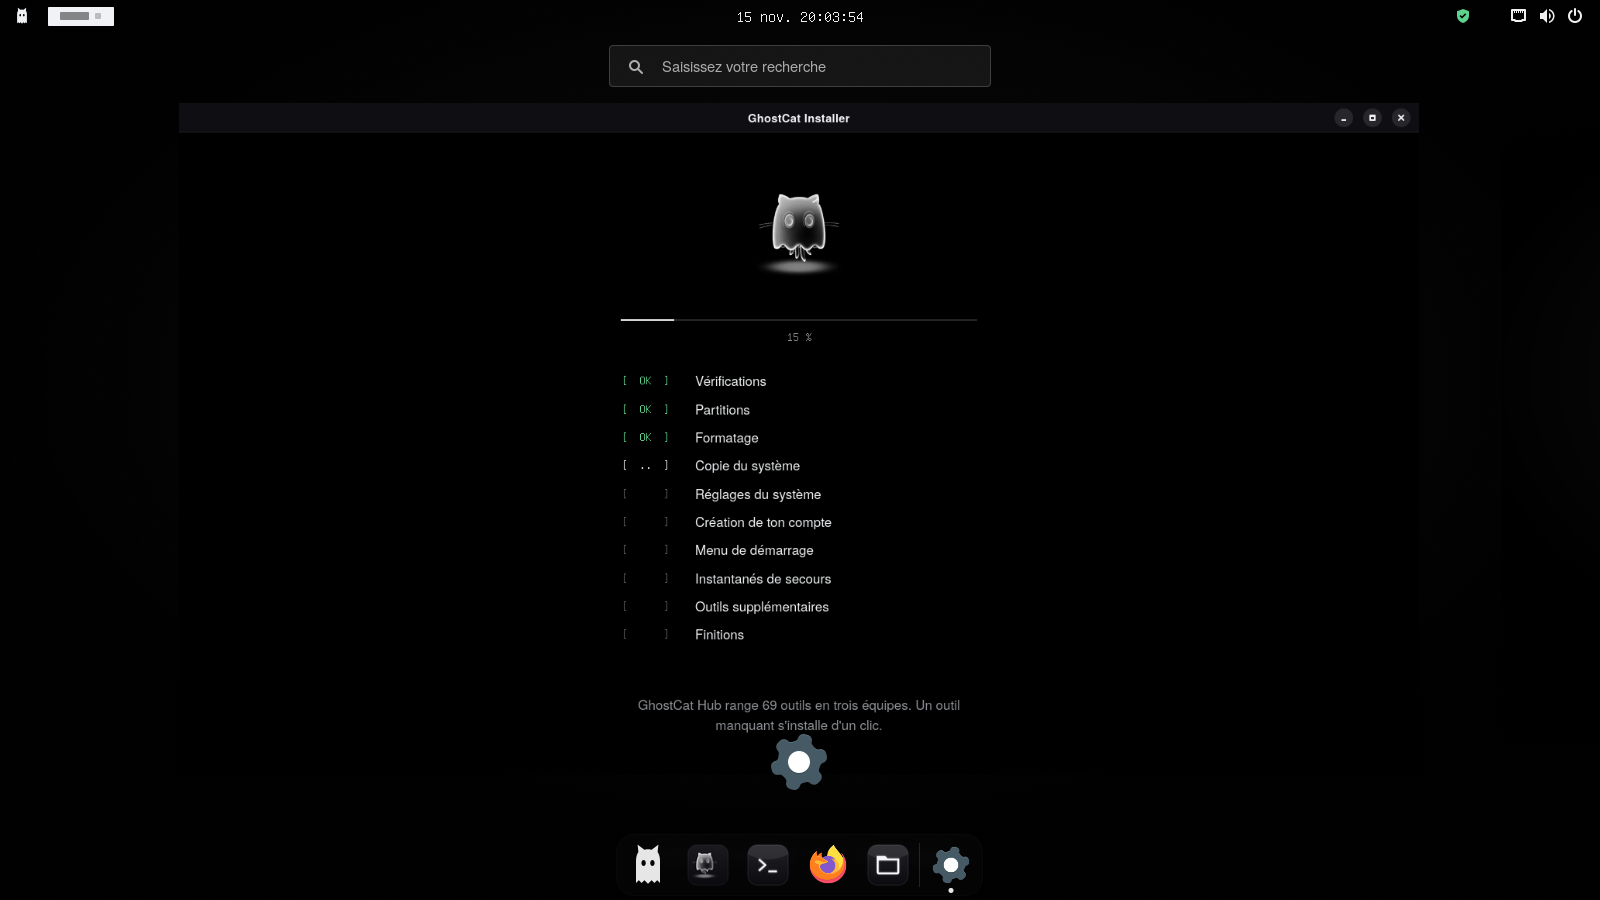 15 nov. 20:03:54
Saisissez votre recherche
GhostCat Installer
15 %
[ OK ] Vérifications
[ OK ] Partitions
[ OK ] Formatage
[ .. ] Copie du système
[ ] Réglages du système
[ ] Création de ton compte
[ ] Menu de démarrage
[ ] Instantanés de secours
[ ] Outils supplémentaires
[ ] Finitions
GhostCat Hub range 69 outils en trois équipes. Un outil
manquant s'installe d'un clic.